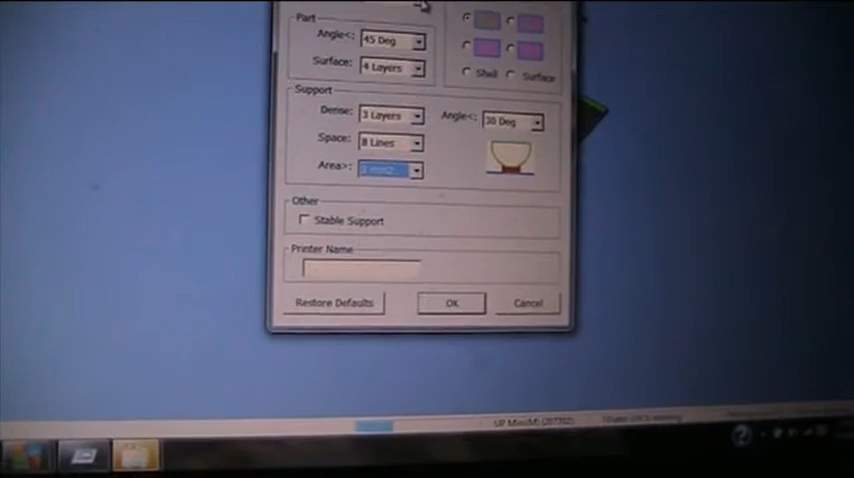 Part
Angle<: 45 Deg
Surface: 4 Layers
Shell Surface
Support
Dense: 3 Layers Angle<: 30 Deg
Space: 8 Lines
Area>: mm2
Other
Stable Support
Printer Name
Restore Defaults OK Cancel
UP Mini(M)